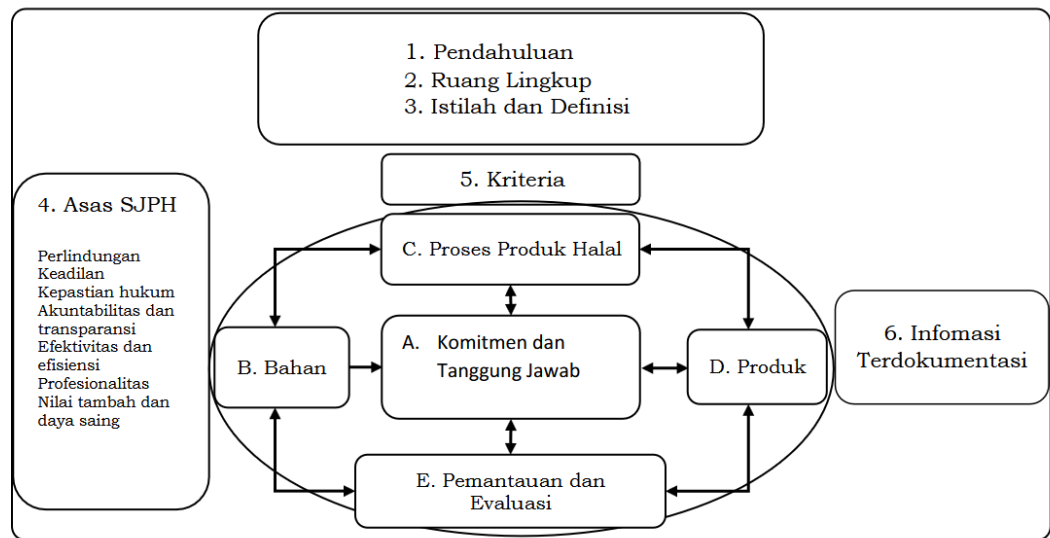 1. Pendahuluan
2. Ruang Lingkup
3. Istilah dan Definisi
5. Kriteria
4. Asas SJPH
Perlindungan
Keadilan
Kepastian hukum
Akuntabilitas dan
transparansi
Efektivitas dan
efisiensi
Profesionalitas
Nilai tambah dan
daya saing
C. Proses Produk Halal
B. Bahan
A. Komitmen dan
Tanggung Jawab
D. Produk
E. Pemantauan dan
Evaluasi
6. Infomasi
Terdokumentasi